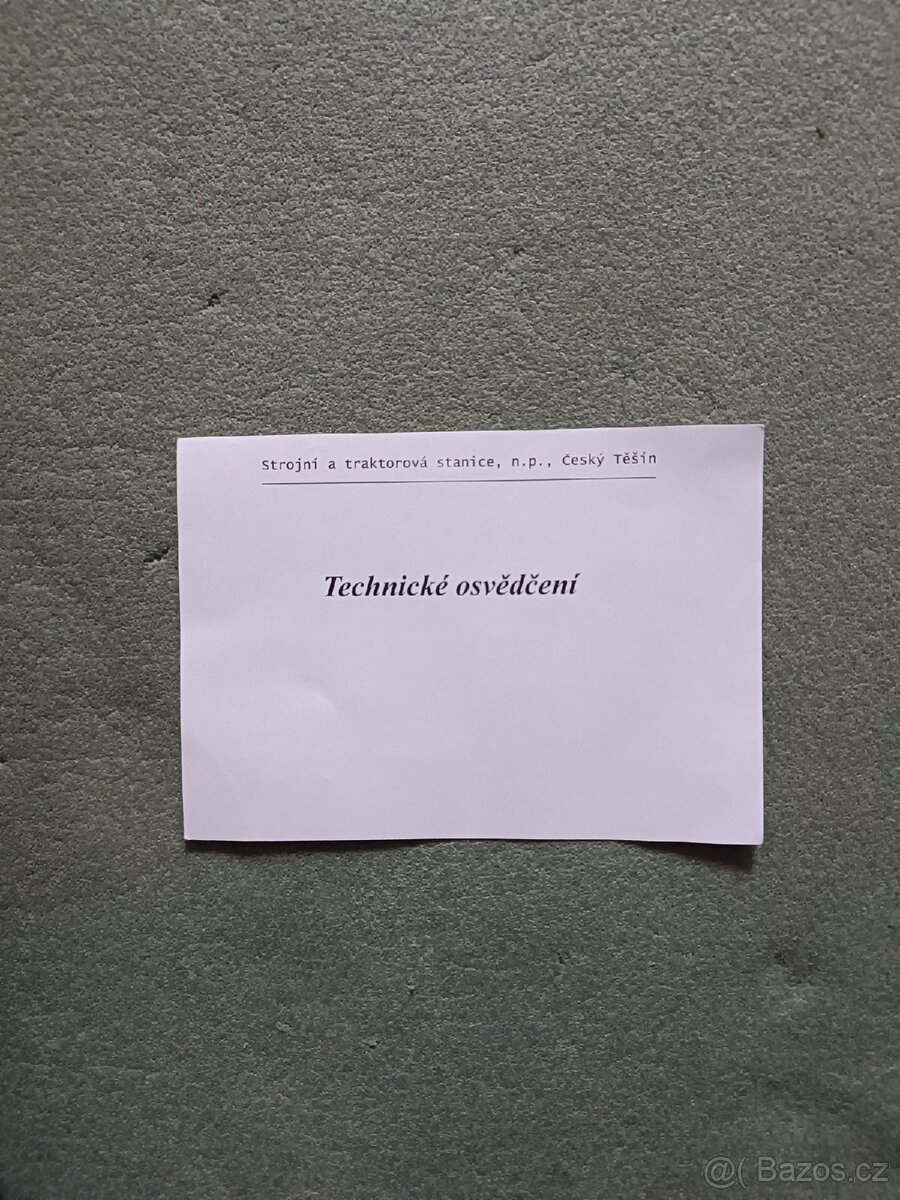 Strojní a traktorová stanice, n.p., Český Těšín
Technické osvědčení
@( Bazos.cz